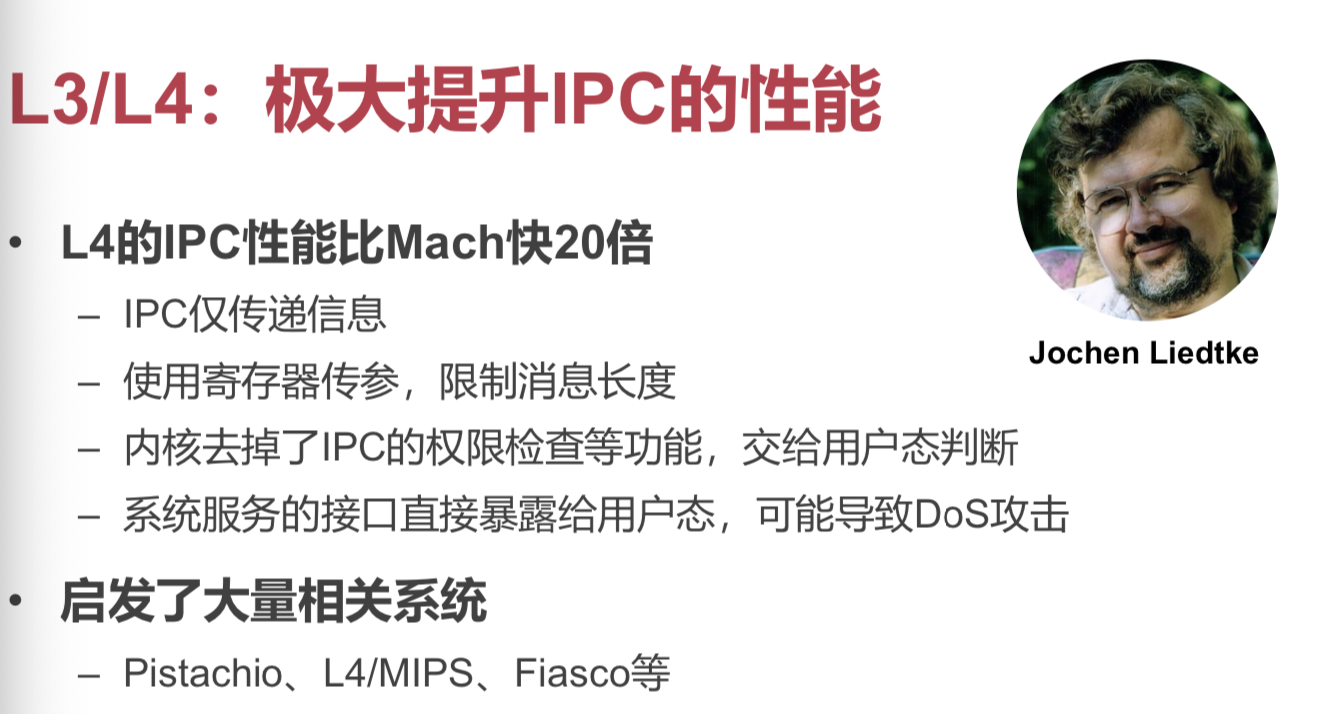 L3/L4：极大提升IPC的性能
Jochen Liedtke
• L4的IPC性能比Mach快20倍
– IPC仅传递信息
– 使用寄存器传参，限制消息长度
– 内核去掉了IPC的权限检查等功能，交给用户态判断
– 系统服务的接口直接暴露给用户态，可能导致DoS攻击
• 启发了大量相关系统
– Pistachio、L4/MIPS、Fiasco等